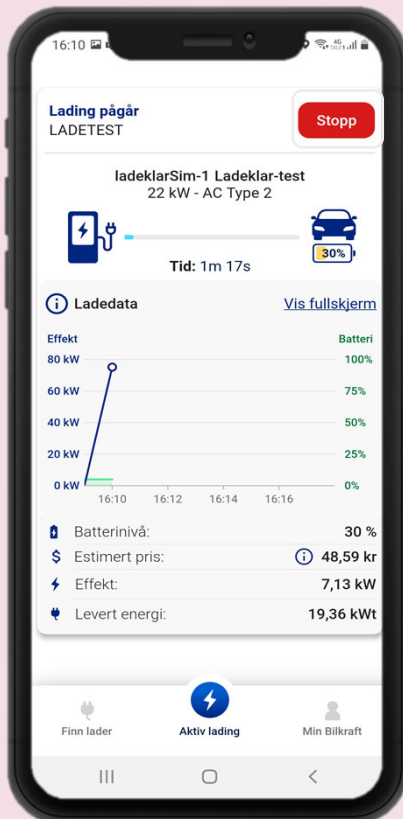 16:10
4G
Lading pågår
LADETEST
Stopp
ladeklarSim-1 Ladeklar-test
22 kW - AC Type 2
30%
Tid: 1m 17s
Ladedata
Vis fullskjerm
Effekt
Batteri
80 kW
100%
60 kW
75%
40 kW
50%
20 kW
25%
0 kW
0%
16:10 16:12 16:14 16:16
Batterinivå: 30 %
Estimert pris: 48,59 kr
Effekt: 7,13 kW
Levert energi: 19,36 kWt
Finn lader
Aktiv lading
Min Bilkraft